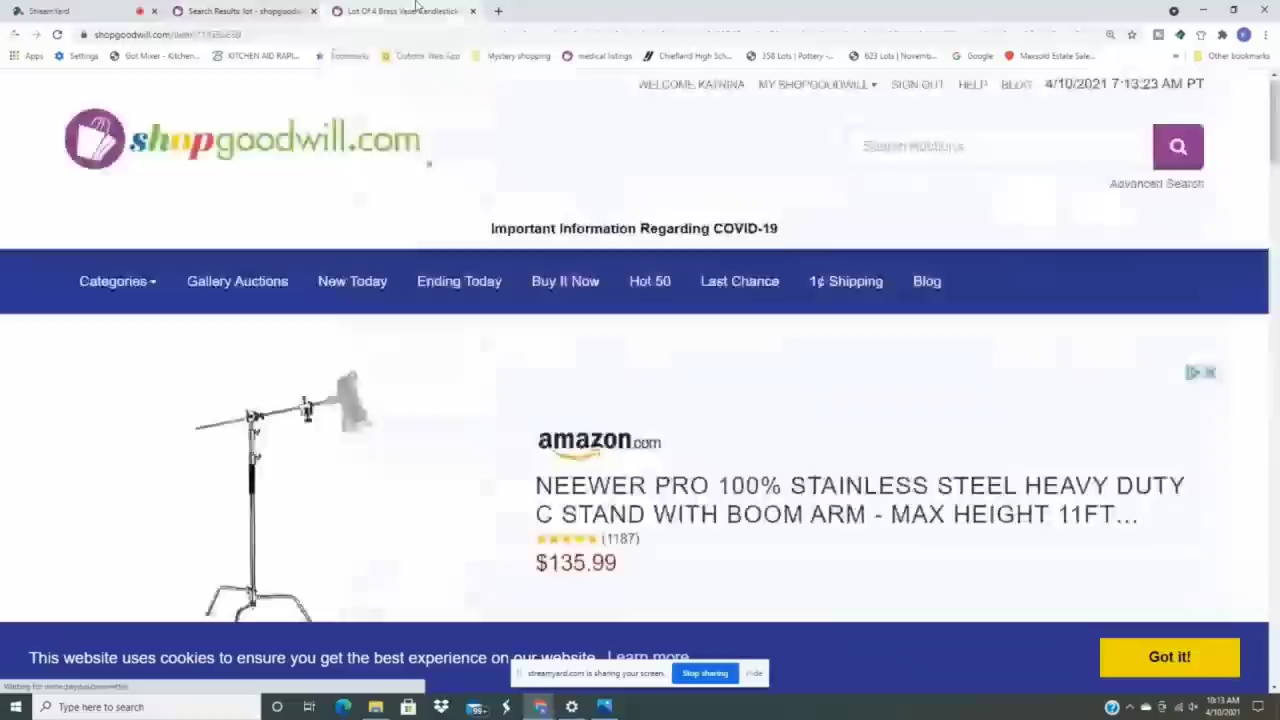 StreamYard
Search Results: lot - shopgoodwill
Lot Of 4 Brass Vase Candlestick
shopgoodwill.com/item/
Apps
Settings
Got Mixer - Kitchen...
KITCHEN AID RAPI...
Bookmarks
Mystery shopping
medical listings
Chiefland High Sch...
358 Lots | Pottery -...
623 Lots | Novemb...
Google
Maxsold Estate Sale...
»
Other bookmarks
WELCOME, KATRINA
MY SHOPGOODWILL
SIGN OUT
HELP
BLOG
4/10/2021 7:13:23 AM PT
shopgoodwill.com
Search Auctions
Advanced Search
Important Information Regarding COVID-19
Categories
Gallery Auctions
New Today
Ending Today
Buy It Now
Hot 50
Last Chance
1¢ Shipping
Blog
amazon.com
NEEWER PRO 100% STAINLESS STEEL HEAVY DUTY
C STAND WITH BOOM ARM - MAX HEIGHT 11FT...
(1187)
$135.99
This website uses cookies to ensure you get the best experience on our website. Learn more
Got it!
streamyard.com is sharing your screen.
Stop sharing
Hide
Type here to search
99+
10:13 AM
4/10/2021